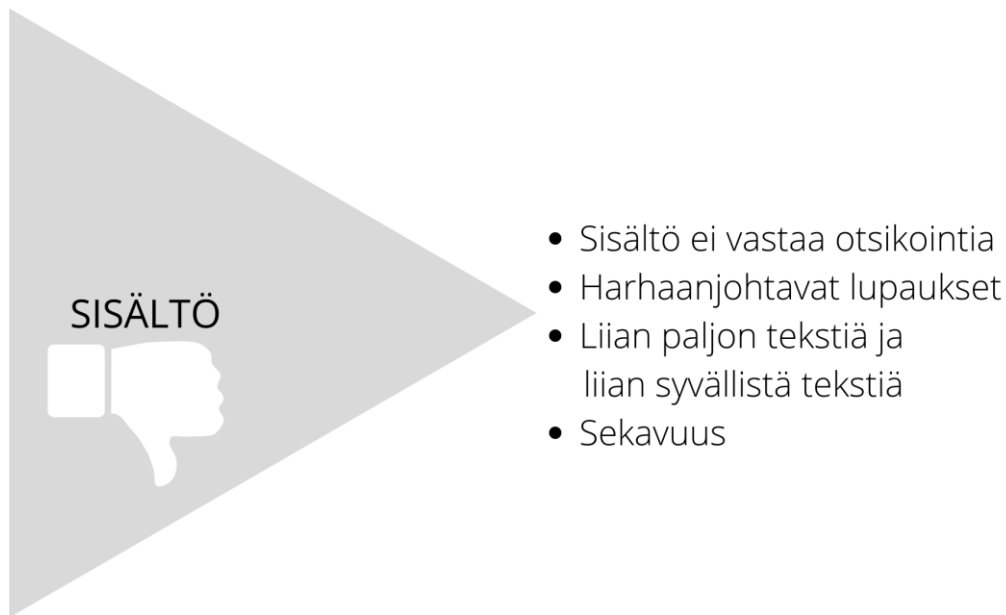 SISÄLTÖ
• Sisältö ei vastaa otsikointia
• Harhaanjohtavat lupaukset
• Liian paljon tekstiä ja
liian syvällistä tekstiä
• Sekavuus